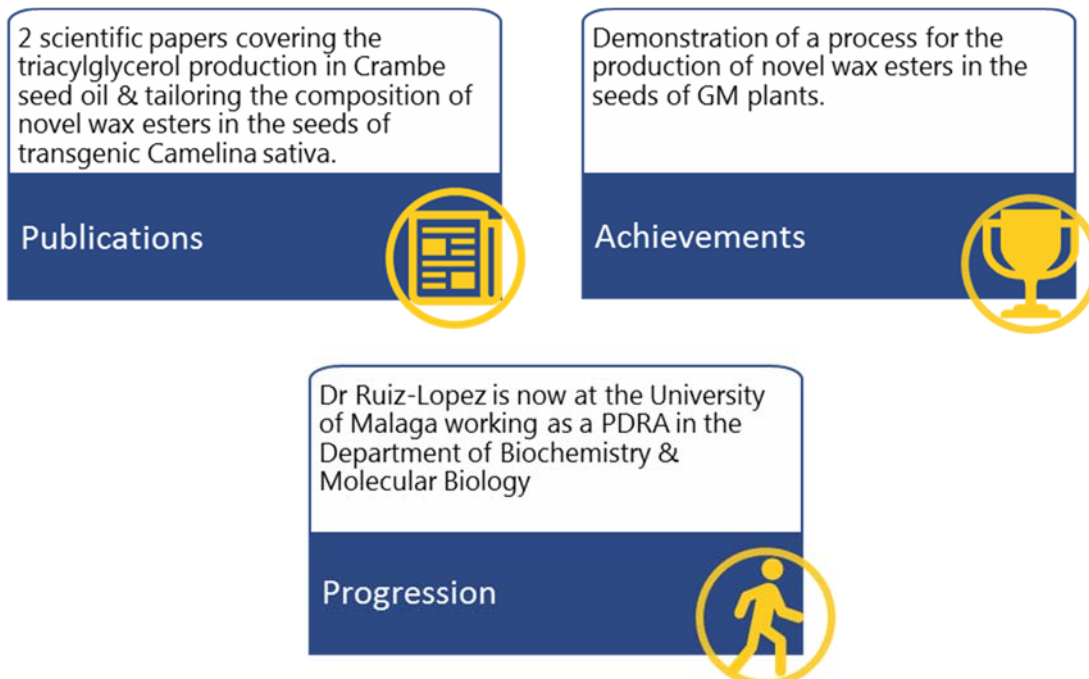 2 scientific papers covering the
triacylglycerol production in Crambe
seed oil & tailoring the composition of
novel wax esters in the seeds of
transgenic Camelina sativa.
Publications
Demonstration of a process for the
production of novel wax esters in the
seeds of GM plants.
Achievements
Dr Ruiz-Lopez is now at the University
of Malaga working as a PDRA in the
Department of Biochemistry &
Molecular Biology
Progression